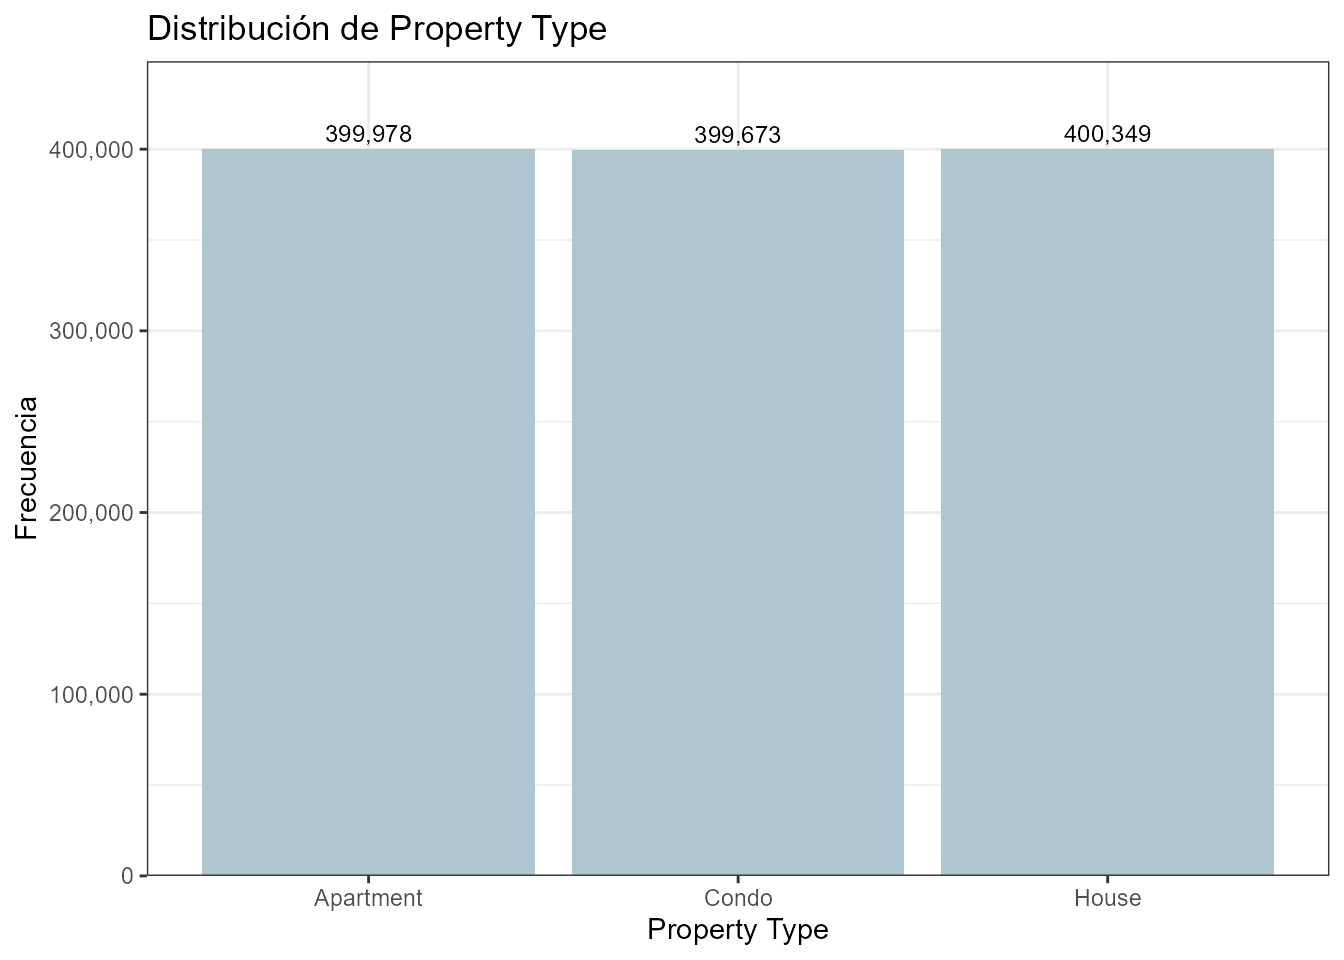 Distribución de Property Type
399,978
399,673
400,349
400,000
300,000
200,000
100,000
0
Frecuencia
Apartment
Condo
House
Property Type